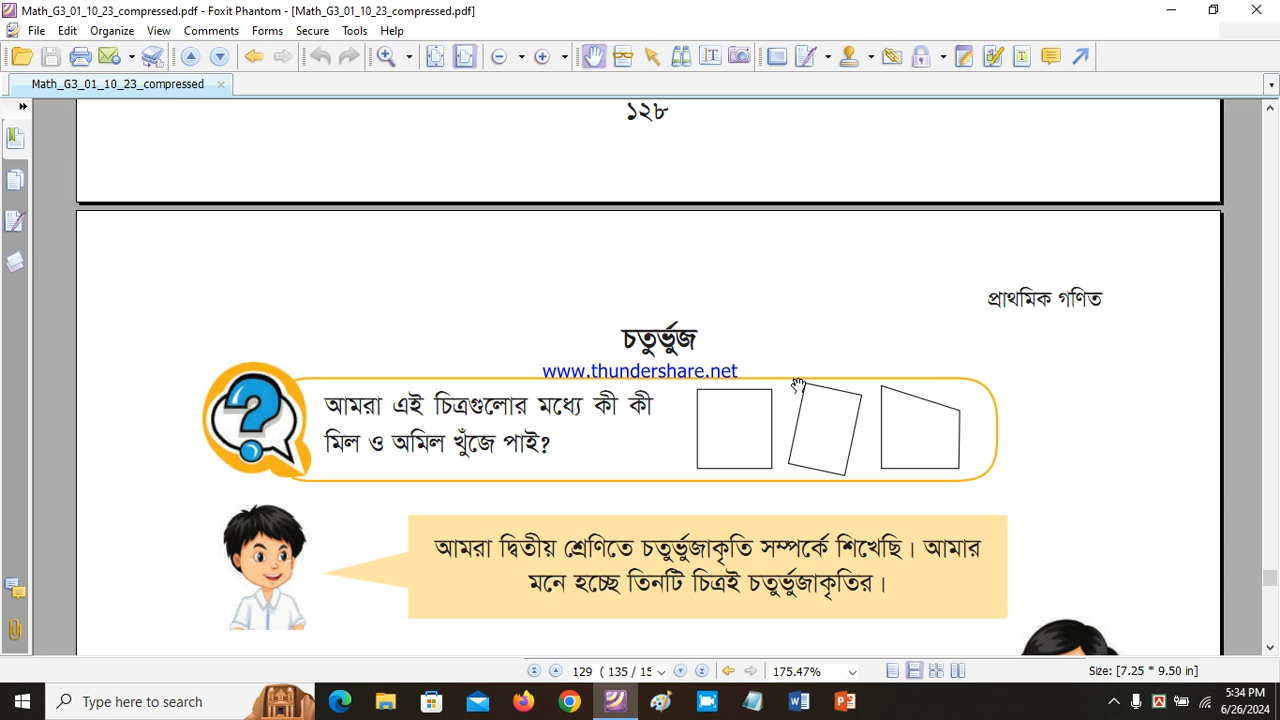 Math_G3_01_10_23_compressed.pdf - Foxit Phantom - [Math_G3_01_10_23_compressed.pdf]
File Edit Organize View Comments Forms Secure Tools Help
Math_G3_01_10_23_compressed
১২৮
প্রাথমিক গণিত
চতুর্ভুজ
www.thundershare.net
আমরা এই চিত্রগুলোর মধ্যে কী কী
মিল ও অমিল খুঁজে পাই?
আমরা দ্বিতীয় শ্রেণিতে চতুর্ভুজাকৃতি সম্পর্কে শিখেছি। আমার
মনে হচ্ছে তিনটি চিত্রই চতুর্ভুজাকৃতির।
129 ( 135 / 15
175.47%
Size: [7.25 * 9.50 in]
Type here to search
5:34 PM
6/26/2024